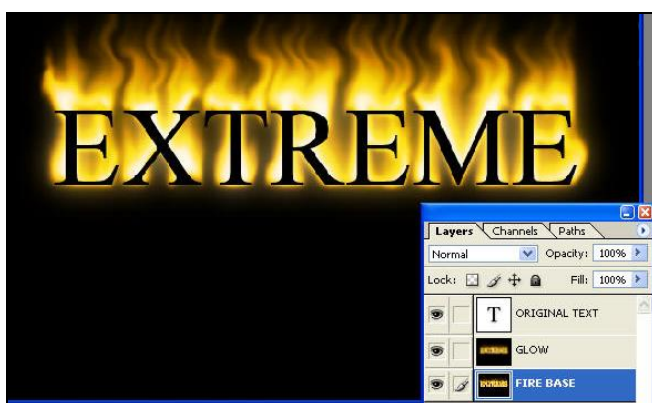 EXTREME
Layers Channels Paths
Normal Opacity: 100%
Lock: Fill: 100%
T ORIGINAL TEXT
GLOW
FIRE BASE